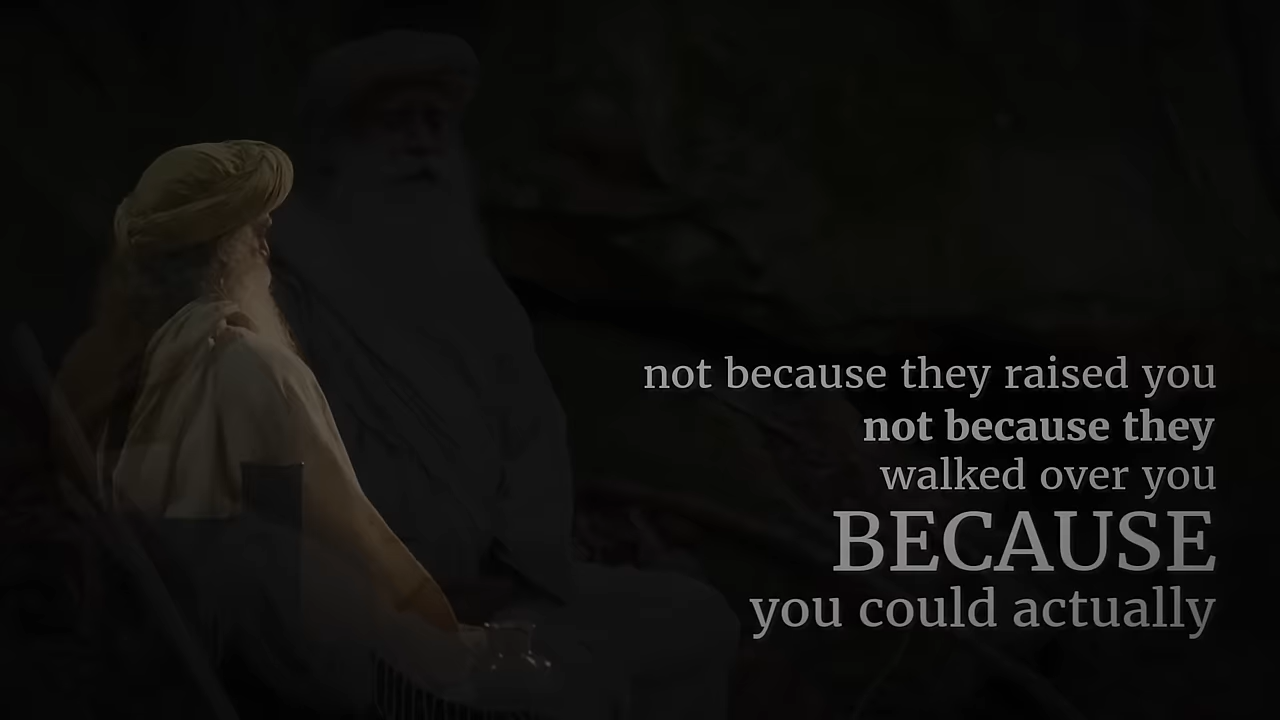 not because they raised you
not because they
walked over you
BECAUSE
you could actually